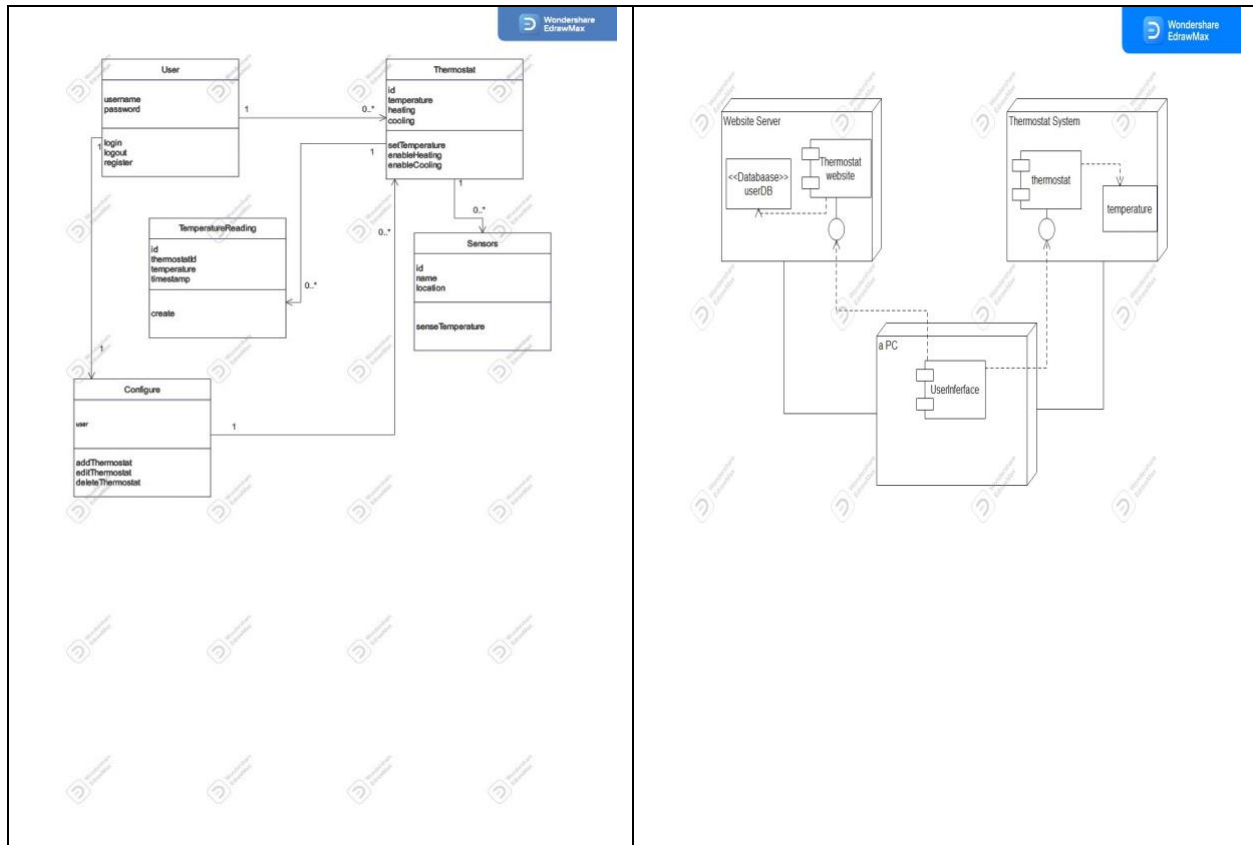 Wondershare
EdrawMax
User
username
password
login
logout
register
1
0..*
Thermostat
id
temperature
heating
cooling
setTemperature
enableHeating
enableCooling
1
1
1
0..*
0..*
TemperatureReading
id
thermostatId
temperature
timestamp
create
0..*
Sensors
id
name
location
senseTemperature
1
Configure
user
addThermostat
editThermostat
deleteThermostat
1
Wondershare
EdrawMax
Website Server
Thermostat
website
<<Databaase>>
userDB
Thermostat System
thermostat
temperature
a PC
UserInferface